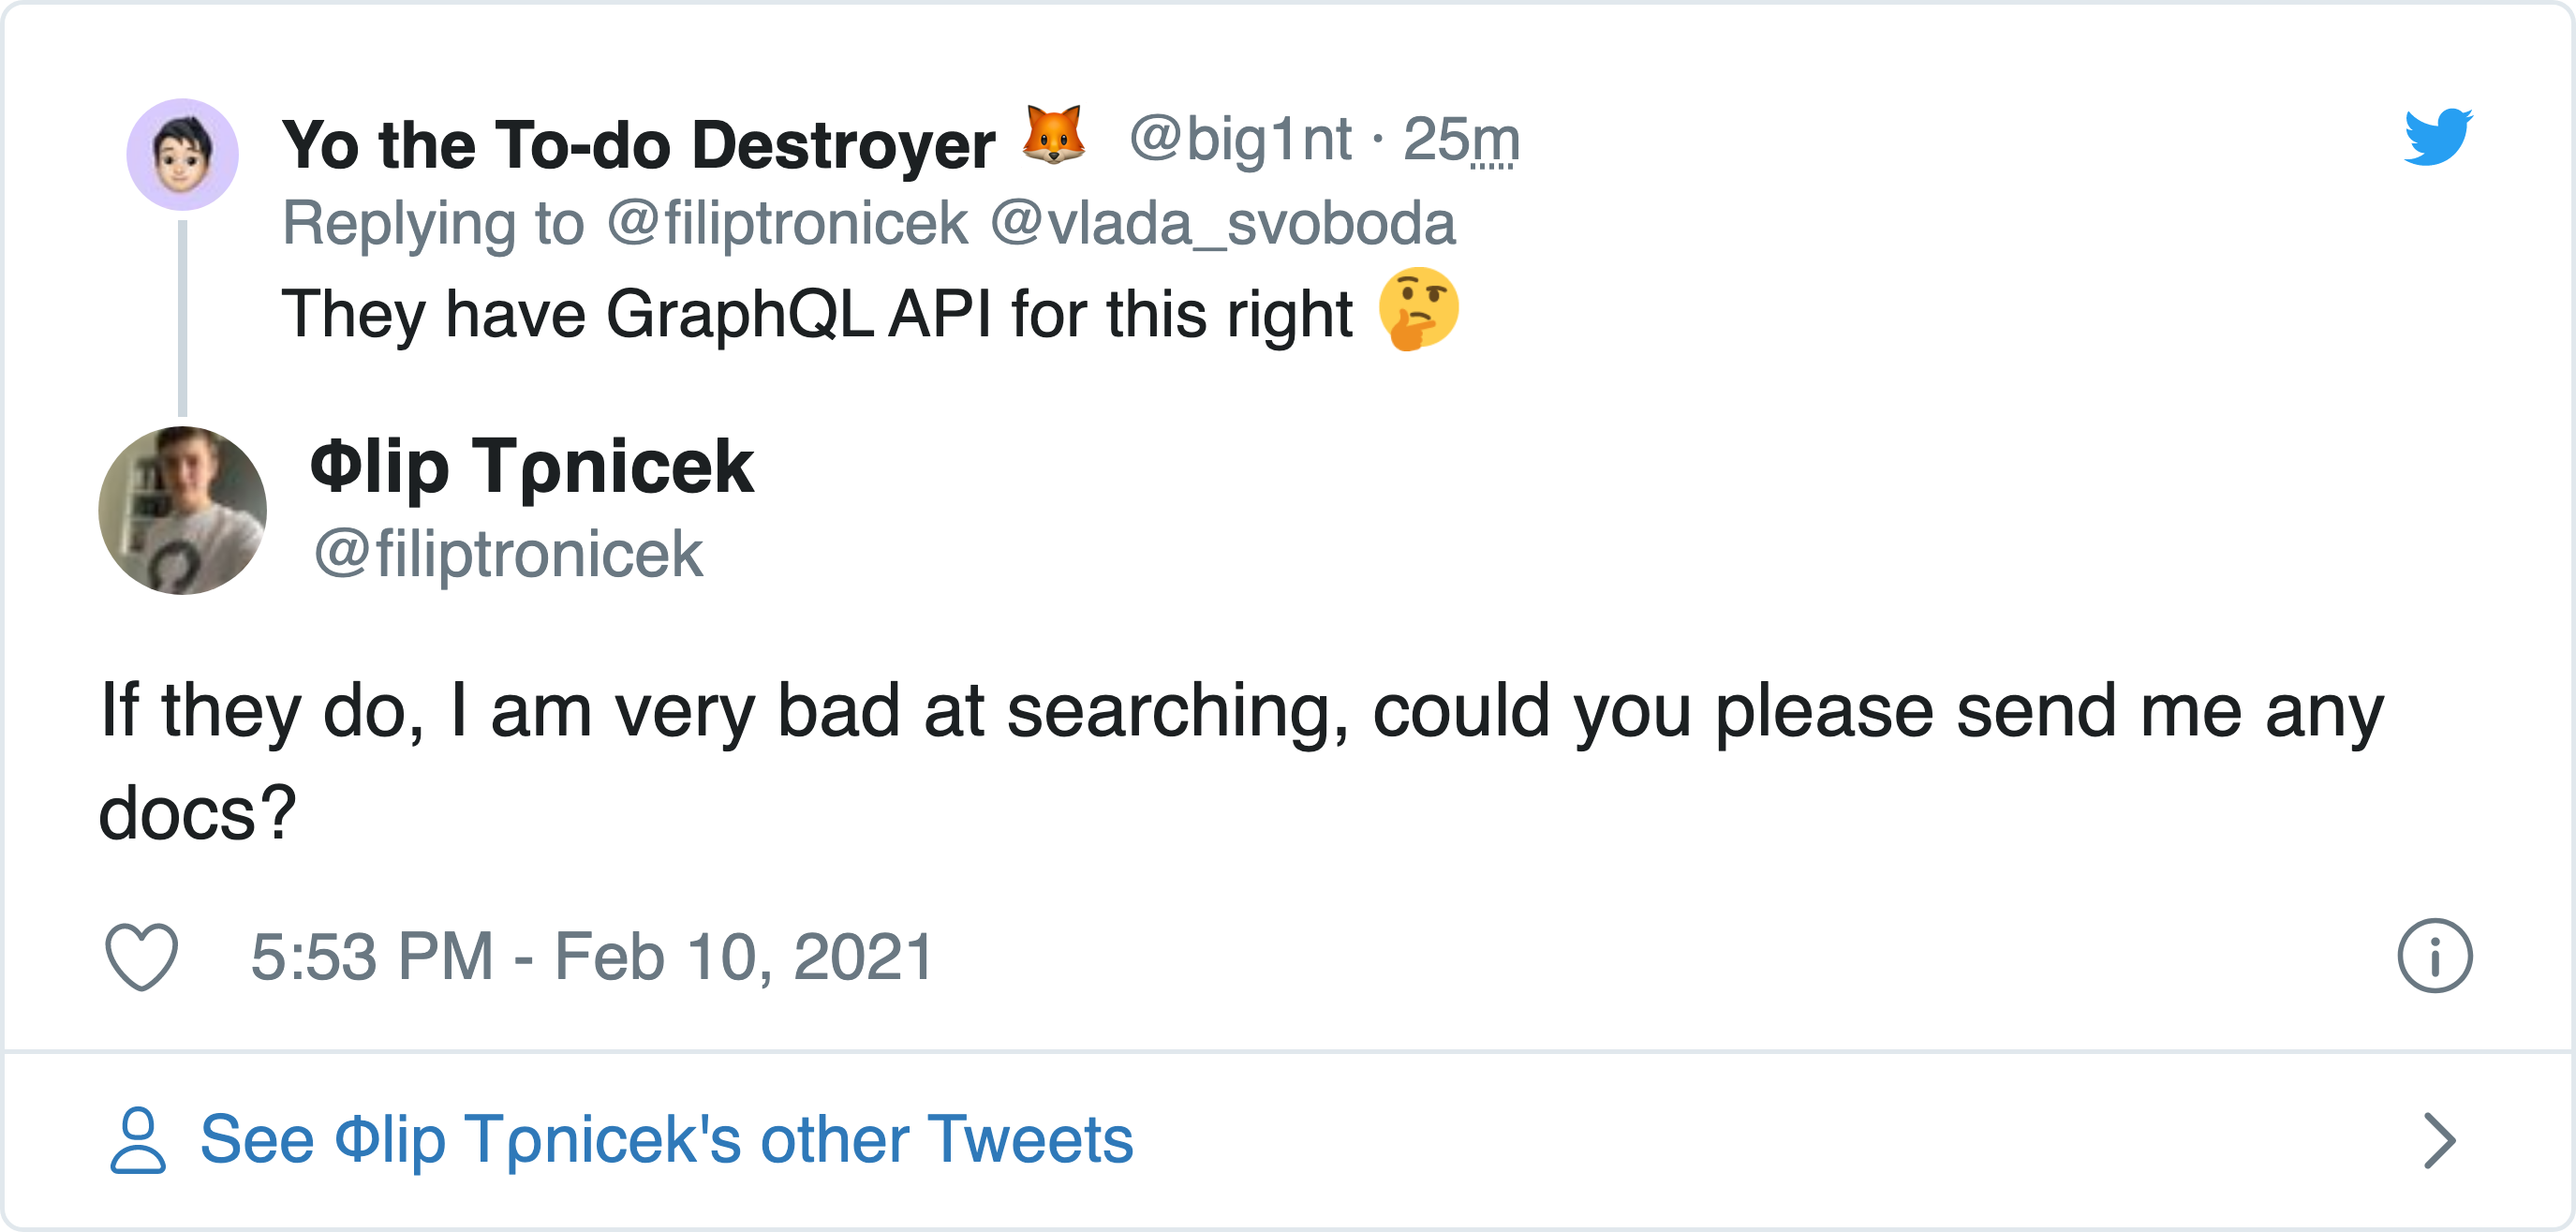 Yo the To-do Destroyer 🦊 @big1nt · 25m
Replying to @filiptronicek @vlada_svoboda
They have GraphQL API for this right 🤔
Φlip Tρnicek
@filiptronicek
If they do, I am very bad at searching, could you please send me any
docs?
5:53 PM - Feb 10, 2021
See Φlip Tρnicek's other Tweets